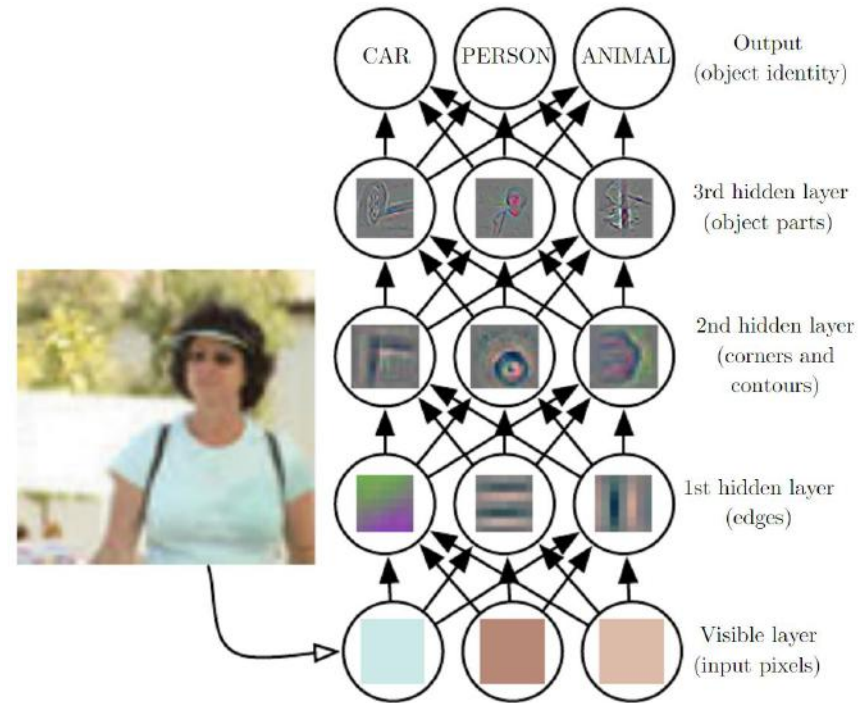 CAR PERSON ANIMAL
Output
(object identity)
3rd hidden layer
(object parts)
2nd hidden layer
(corners and
contours)
1st hidden layer
(edges)
Visible layer
(input pixels)